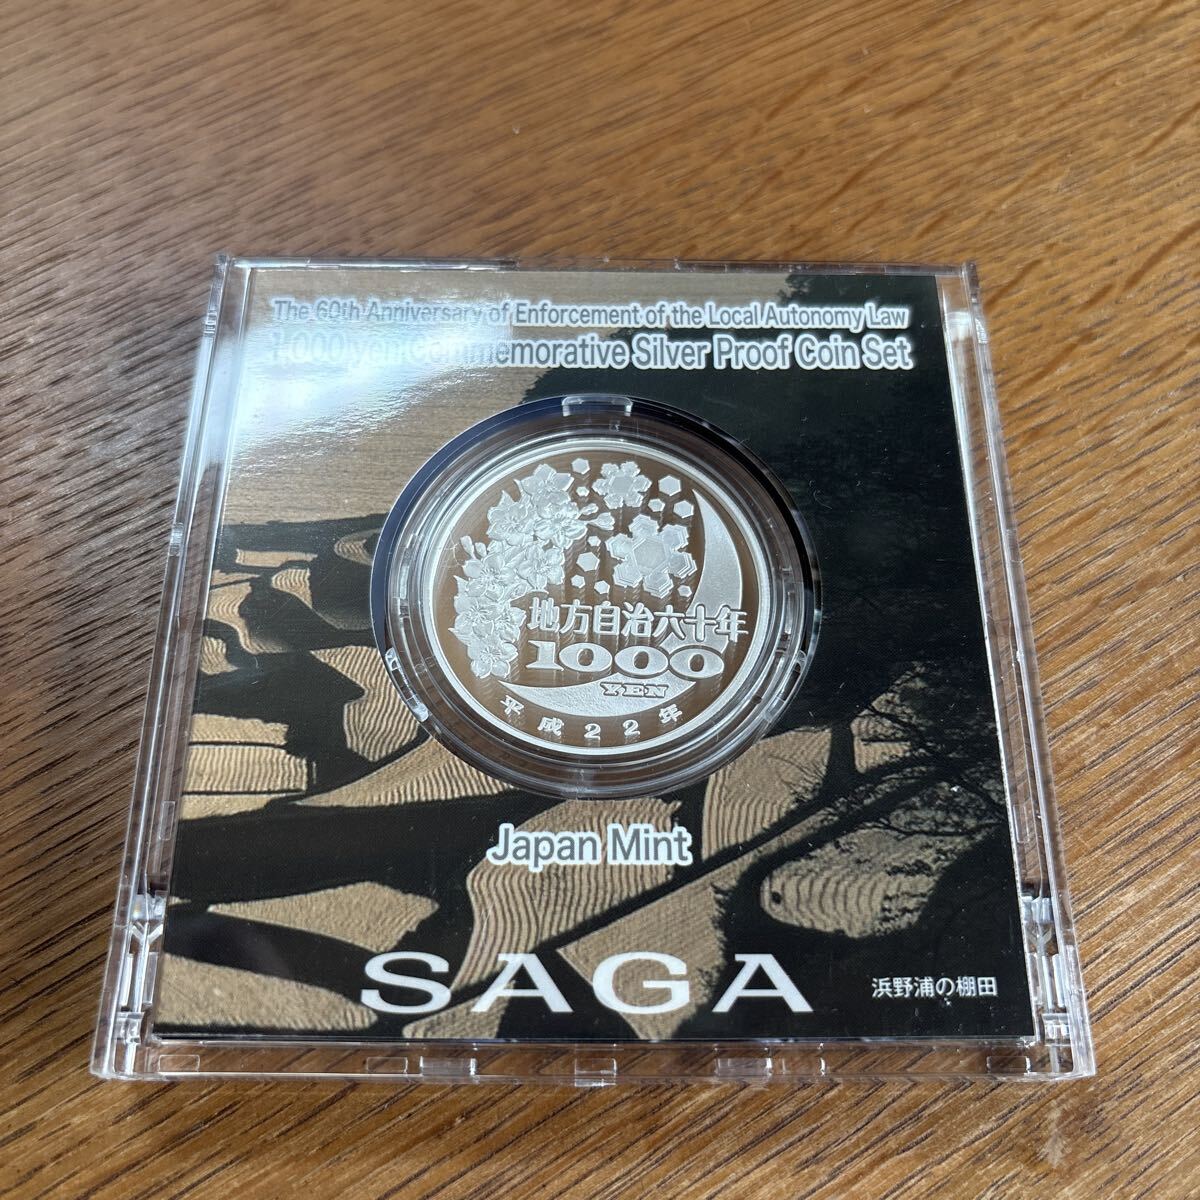 The 60th Anniversary of Enforcement of the Local Autonomy Law
1,000 yen Commemorative Silver Proof Coin Set
地方自治六十年
1000
YEN
平成22年
Japan Mint
SAGA
浜野浦の棚田